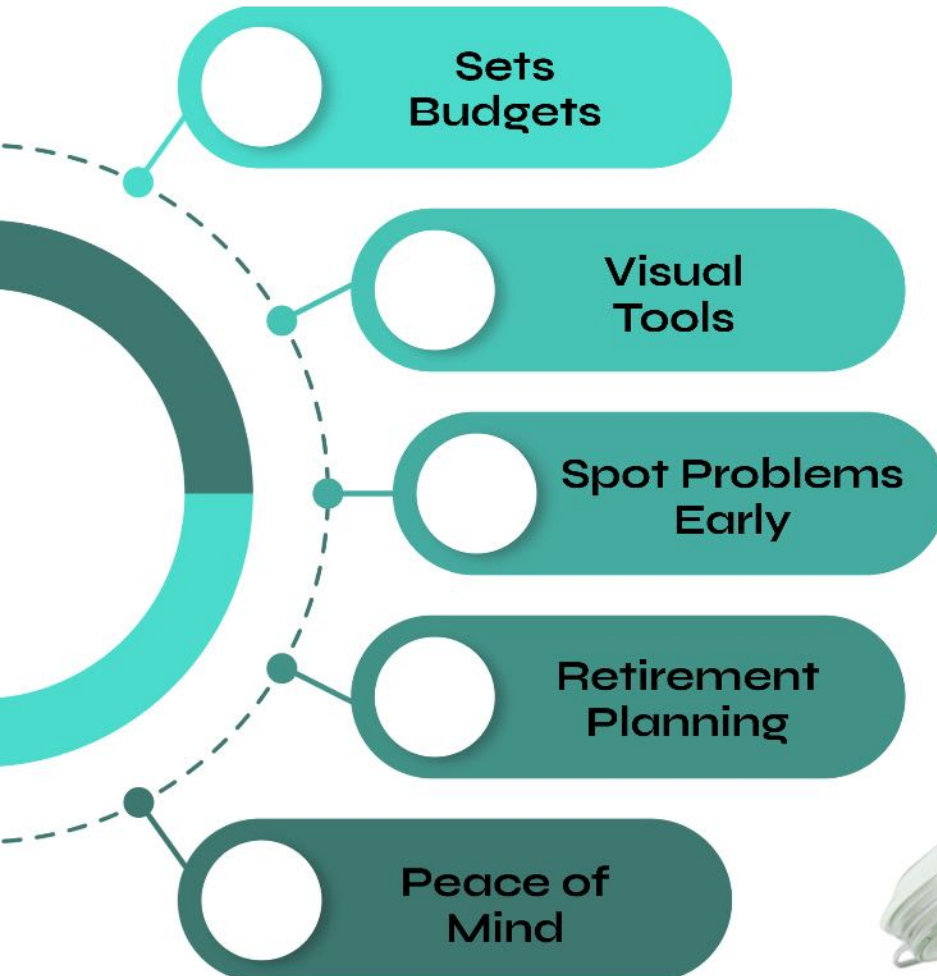 Sets
Budgets
Visual
Tools
Spot Problems
Early
Retirement
Planning
Peace of
Mind